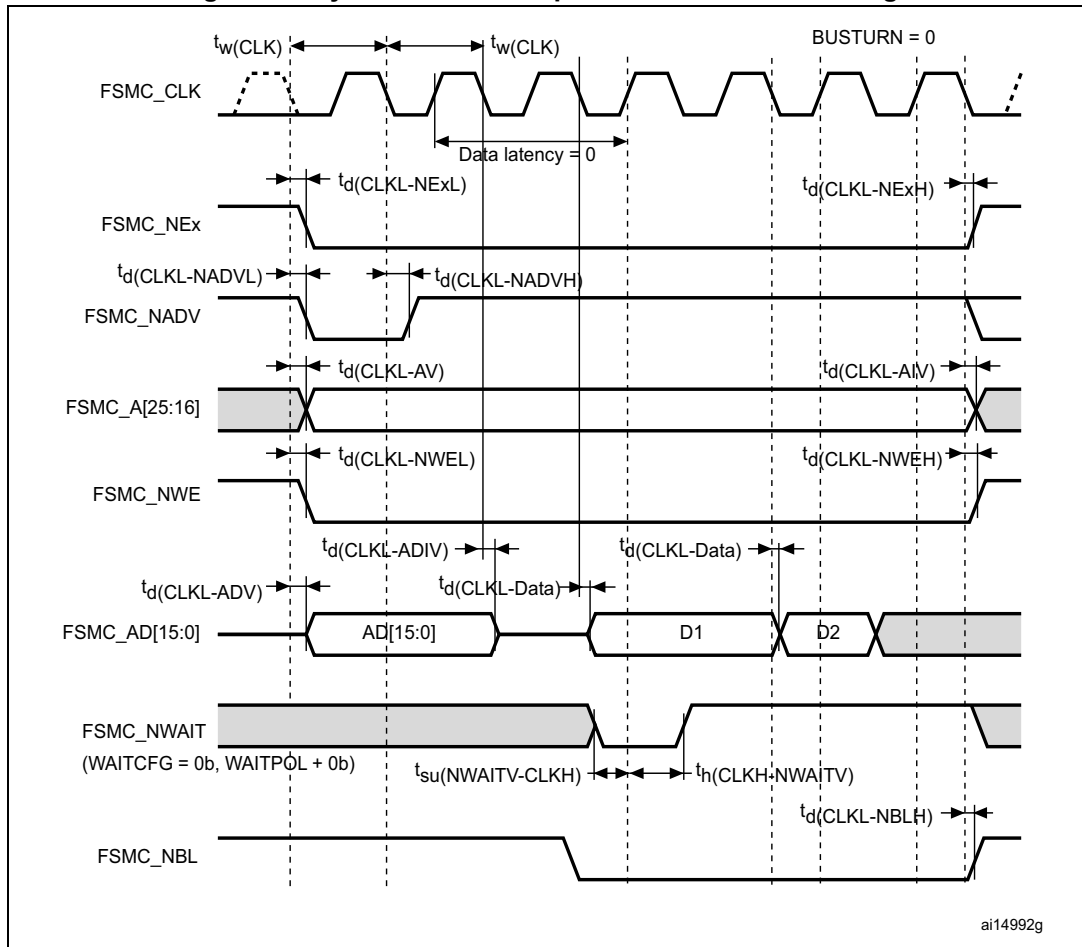 tw(CLK) tw(CLK) BUSTURN = 0
FSMC_CLK
Data latency = 0
td(CLKL-NExL) td(CLKL-NExH)
FSMC_NEx
td(CLKL-NADVL) td(CLKL-NADVH)
FSMC_NADV
td(CLKL-AV) td(CLKL-AIV)
FSMC_A[25:16]
td(CLKL-NWEL) td(CLKL-NWEH)
FSMC_NWE
td(CLKL-ADIV) td(CLKL-Data)
td(CLKL-ADV) td(CLKL-Data)
FSMC_AD[15:0] AD[15:0] D1 D2
FSMC_NWAIT
(WAITCFG = 0b, WAITPOL + 0b)
tsu(NWAITV-CLKH) th(CLKH-NWAITV)
td(CLKL-NBLH)
FSMC_NBL
ai14992g